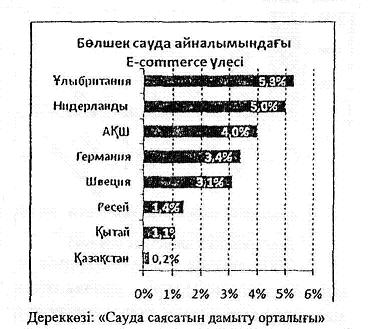 Бөлшек сауда айналымындағы
E-commerce үлесі
Ұлыбритания 5,3%
Нидерланды 5,0%
АҚШ 4,0%
Германия 3,4%
Швеция 3,1%
Ресей 1,4%
Қытай 1,1%
Қазақстан 0,2%
0% 1% 2% 3% 4% 5% 6%
Дереккөзі: «Сауда саясатын дамыту орталығы»